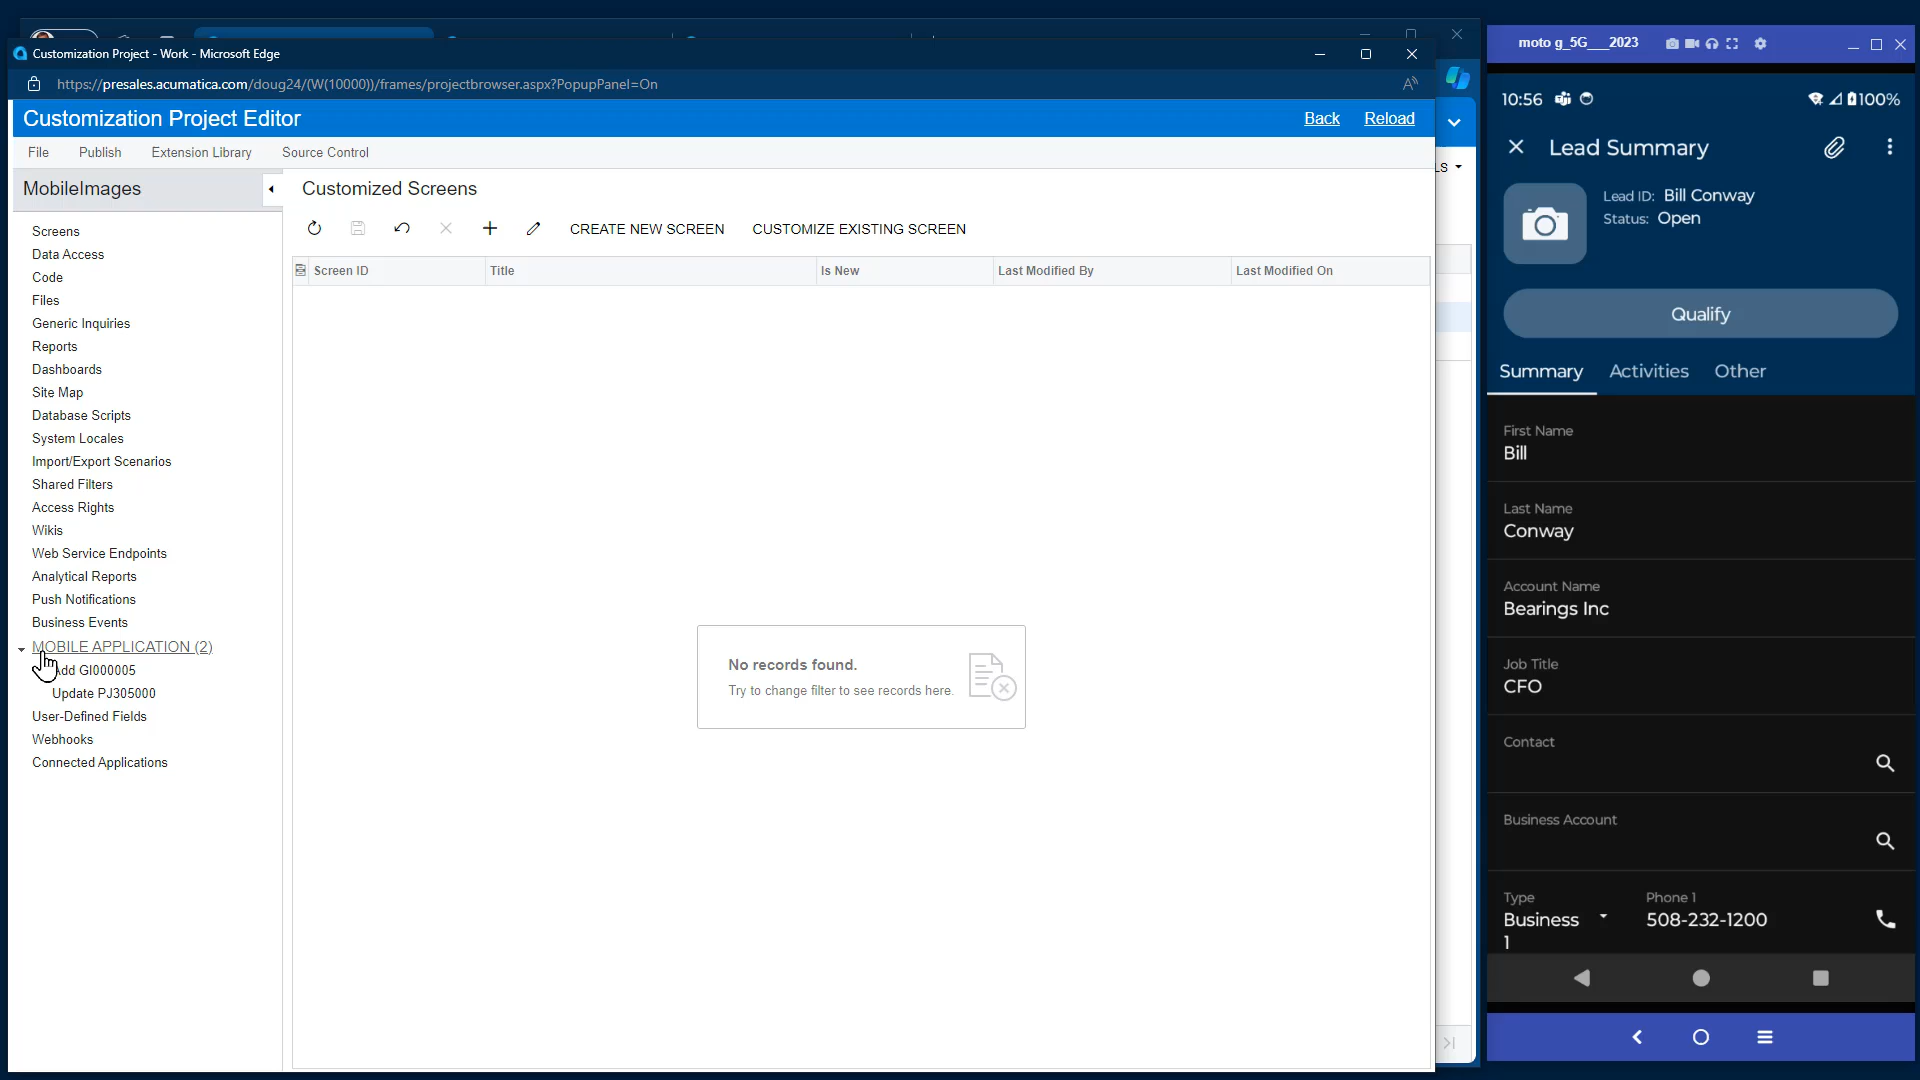 Customization Project - Work - Microsoft Edge
https://presales.acumatica.com/doug24/(W(10000))/frames/projectbrowser.aspx?PopupPanel=On
Customization Project Editor
Back
Reload
File
Publish
Extension Library
Source Control
MobileImages
Customized Screens
CREATE NEW SCREEN
CUSTOMIZE EXISTING SCREEN
Screen ID
Title
Is New
Last Modified By
Last Modified On
Screens
Data Access
Code
Files
Generic Inquiries
Reports
Dashboards
Site Map
Database Scripts
System Locales
Import/Export Scenarios
Shared Filters
Access Rights
Wikis
Web Service Endpoints
Analytical Reports
Push Notifications
Business Events
MOBILE APPLICATION (2)
GI000005
Update PJ305000
User-Defined Fields
Webhooks
Connected Applications
No records found.
Try to change filter to see records here.
moto g_5G___2023
10:56
100%
Lead Summary
Lead ID: Bill Conway
Status: Open
Qualify
Summary
Activities
Other
First Name
Bill
Last Name
Conway
Account Name
Bearings Inc
Job Title
CFO
Contact
Business Account
Type
Business
1
Phone 1
508-232-1200